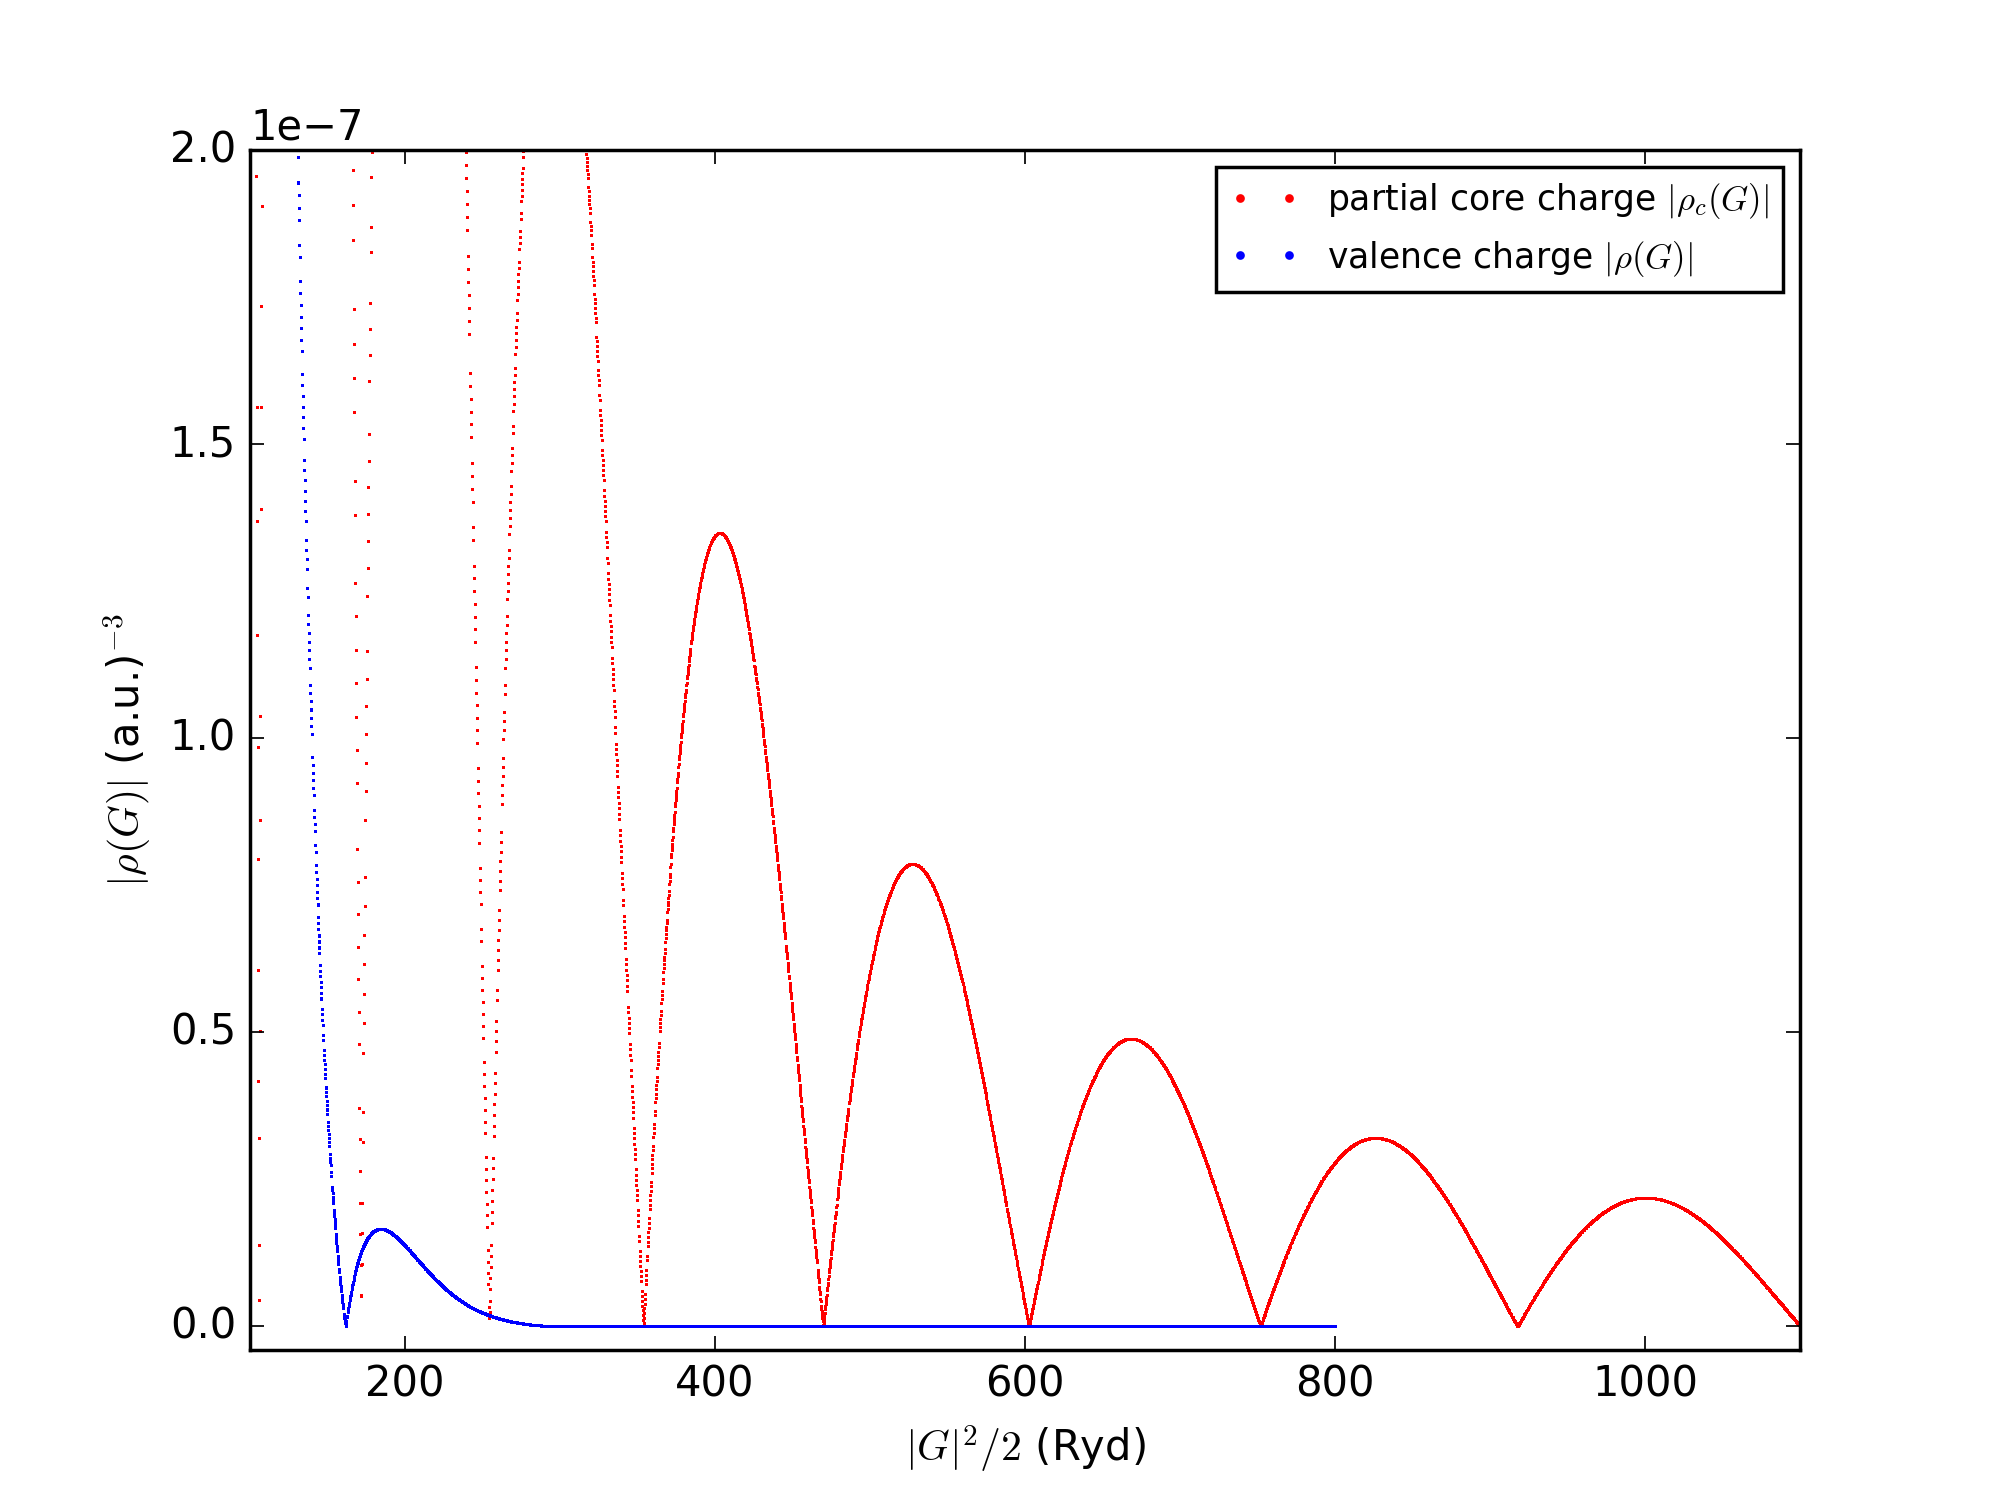 1e−7
2.0
1.5
1.0
0.5
0.0
|ρ(G)| (a.u.)⁻³
partial core charge |ρ_c(G)|
valence charge |ρ(G)|
200 400 600 800 1000
|G|²/2 (Ryd)